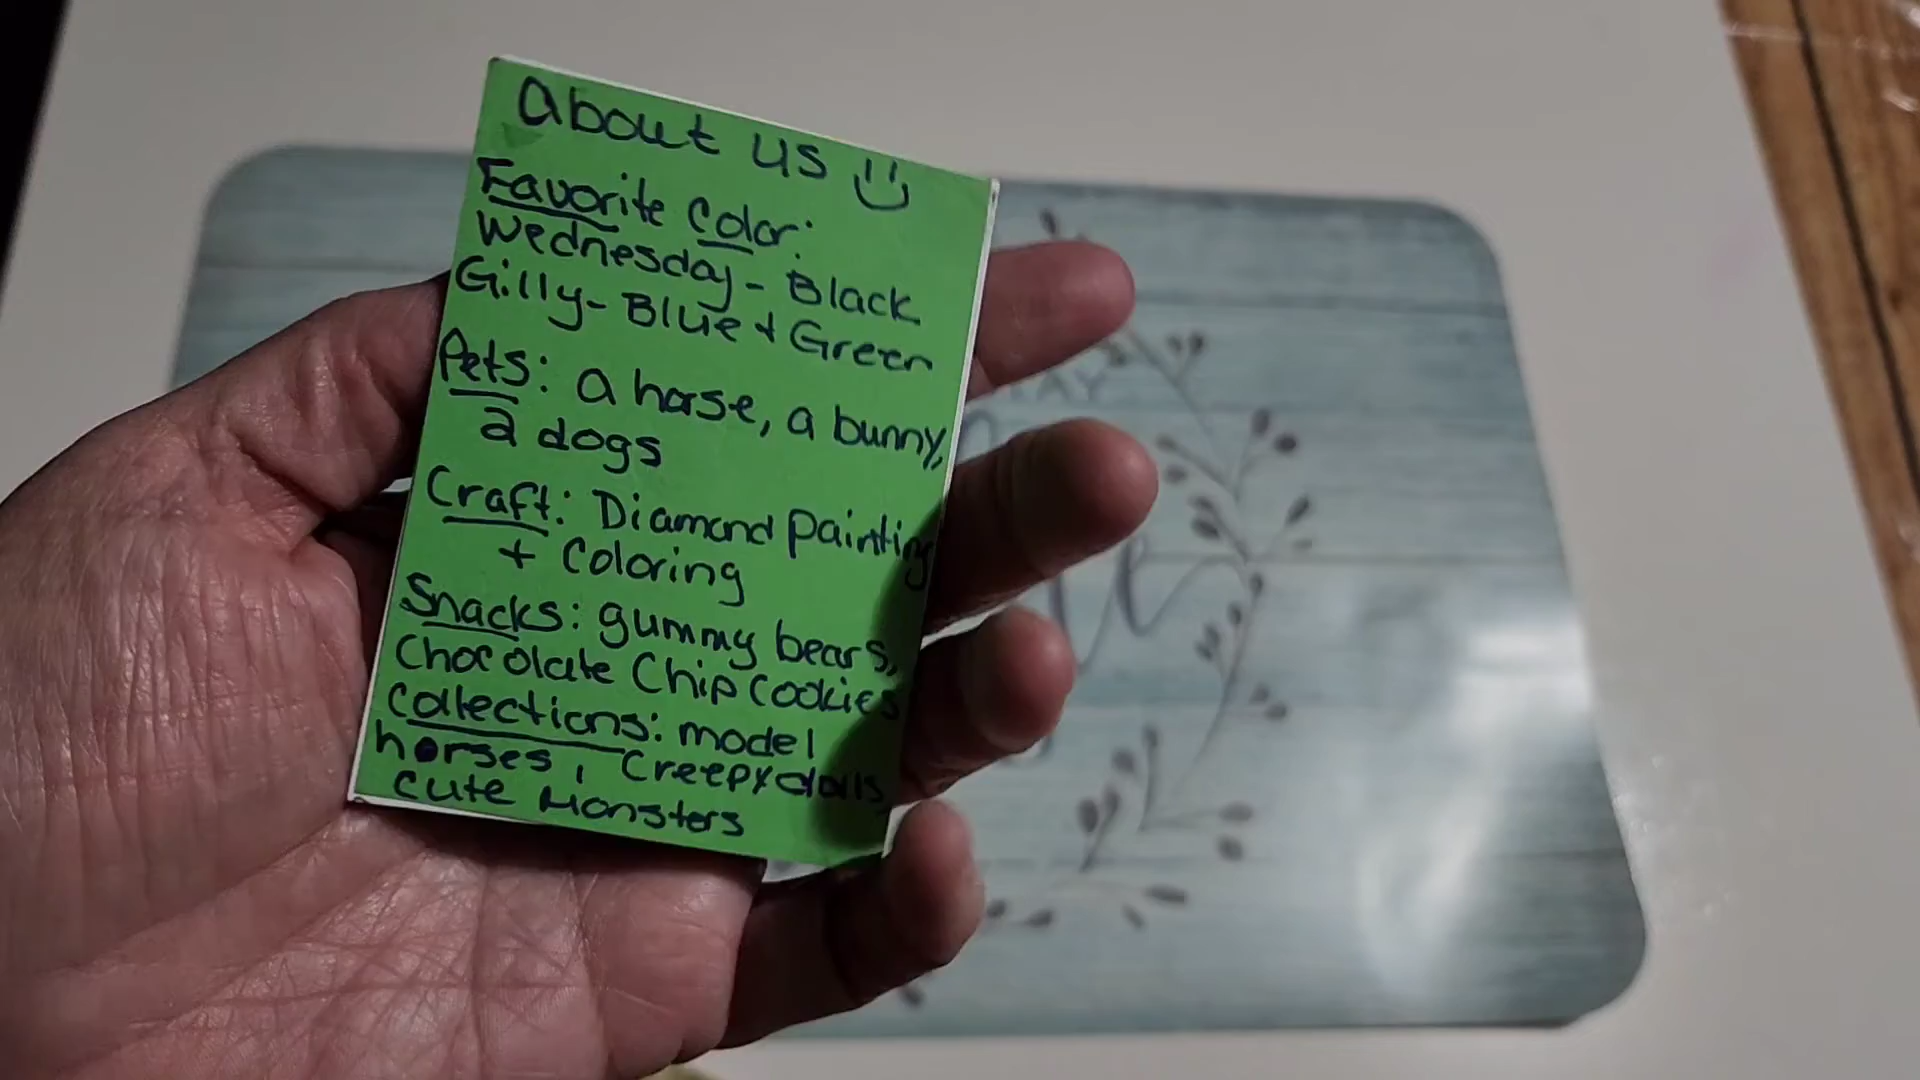 About us
Favorite Color:
Wednesday - Black
Gilly - Blue + Green
Pets: a horse, a bunny,
2 dogs
Craft: Diamond Painting
+ Coloring
Snacks: gummy bears,
Chocolate Chip Cookies
Collections: model
horses, Creepy dolls,
cute Monsters